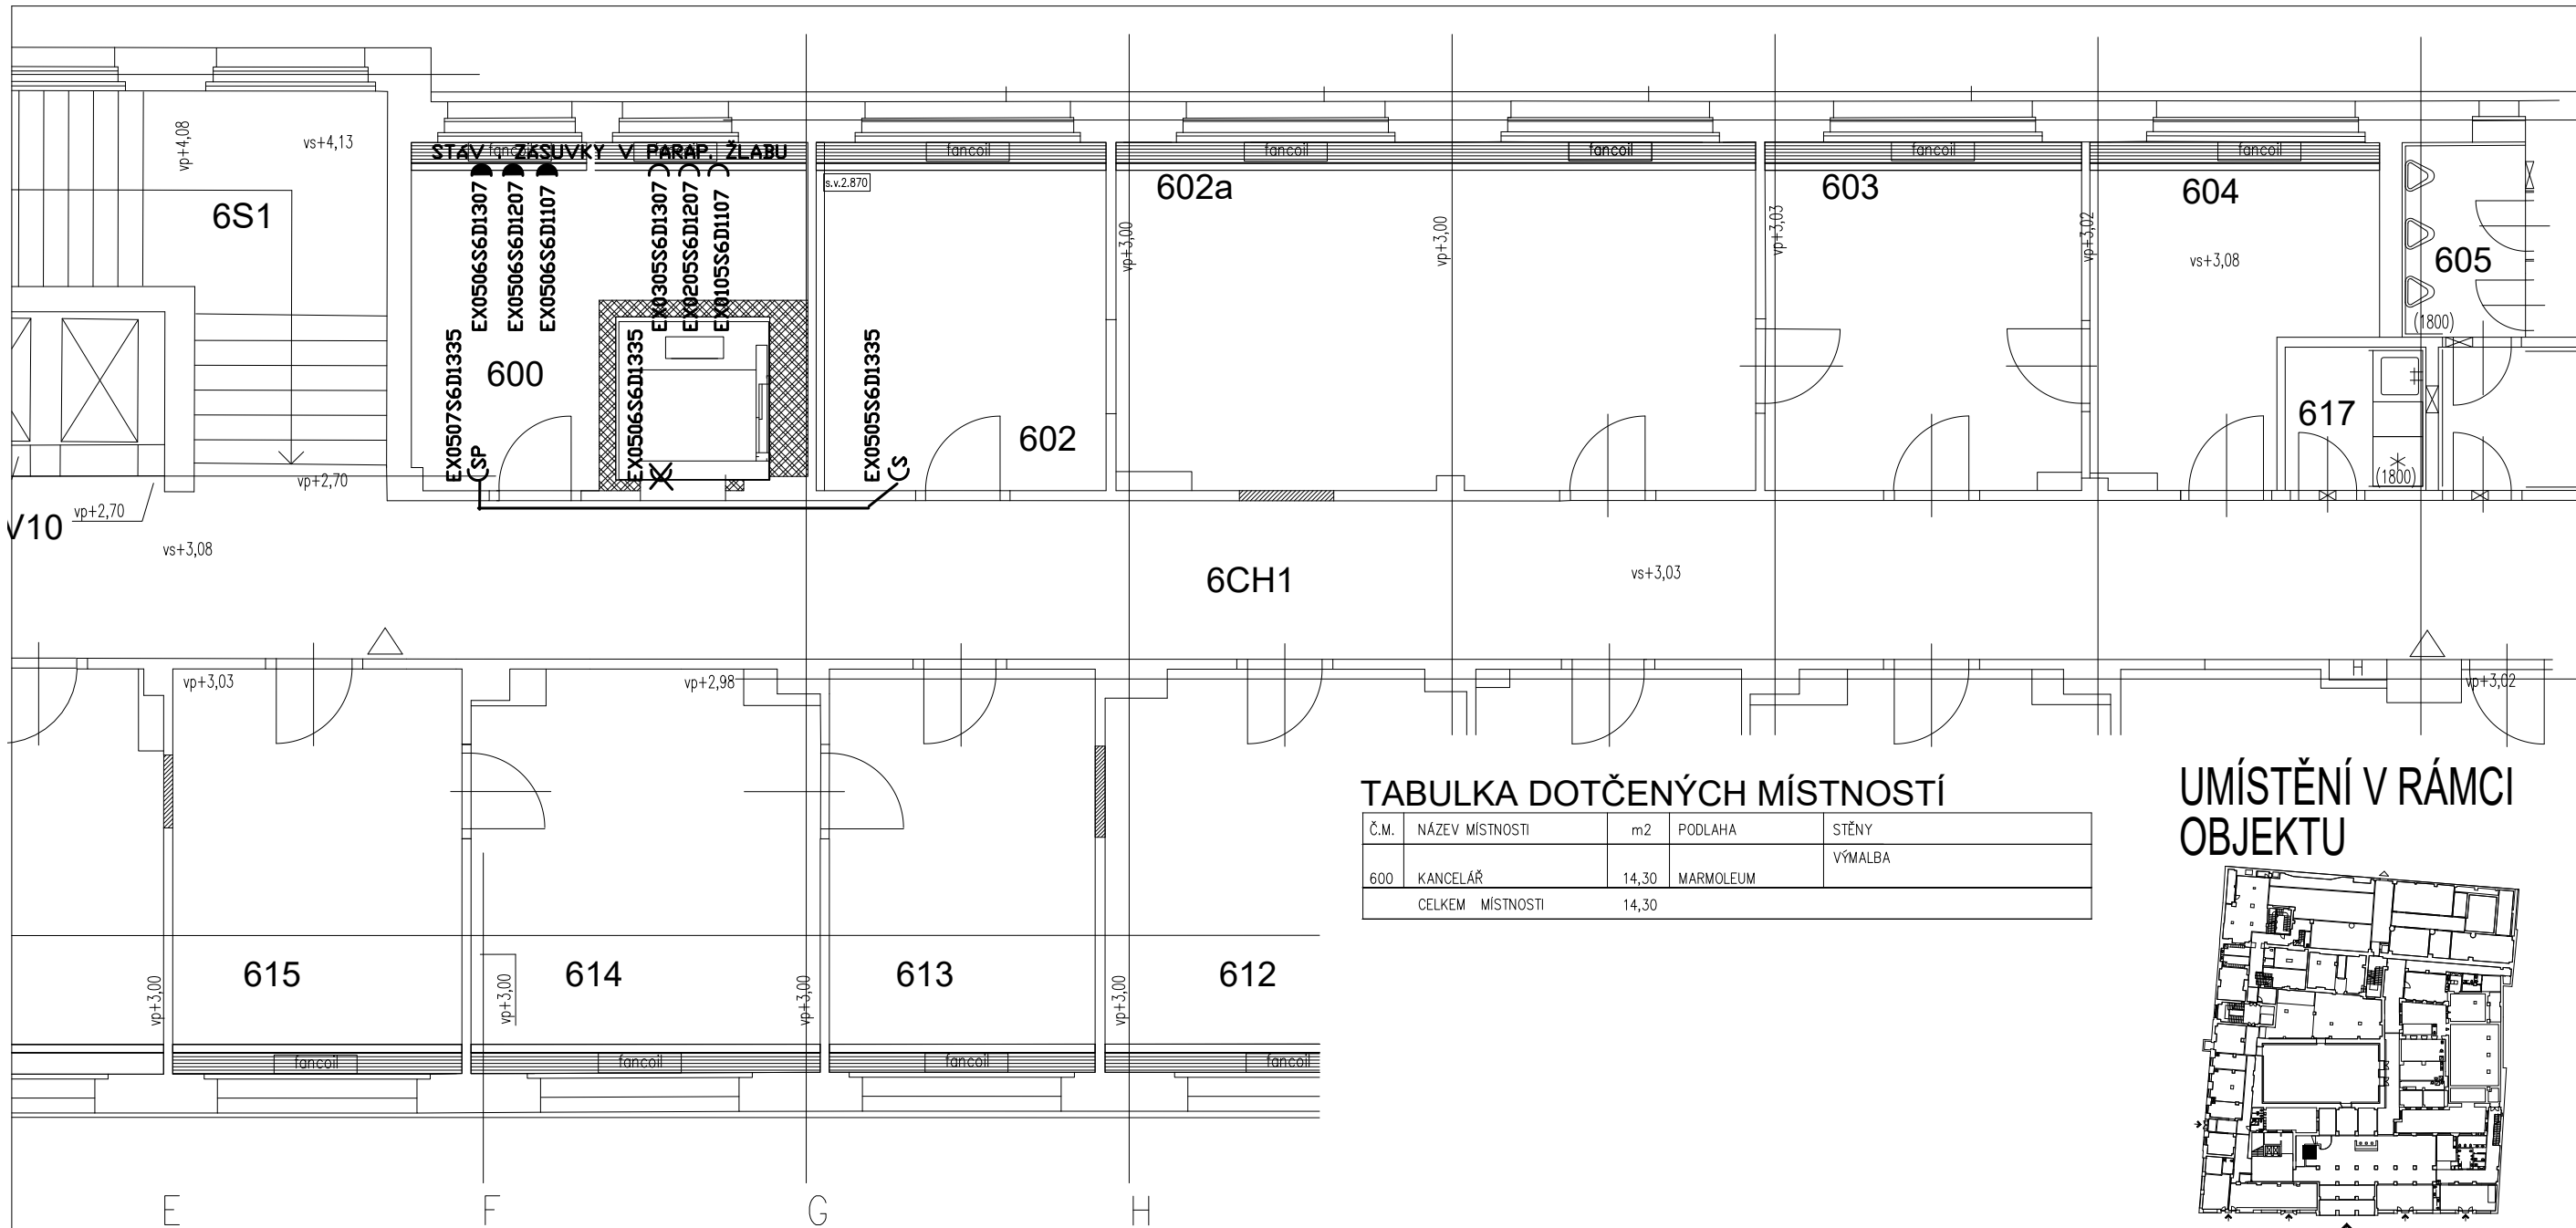 vp+4,08
vs+4,13
6S1
STÁV. ZÁSUVKY V PARAP. ŽLABU
fancoil
fancoil
fancoil
fancoil
fancoil
fancoil
s.v.2.870
602a
603
604
605
EX0506S6D1307
EX0506S6D1207
EX0506S6D1107
EX0305S6D1307
EX0205S6D1207
EX0105S6D1107
vp+3,00
vp+3,00
vp+3,03
vp+3,02
vs+3,08
(1800)
EX0507S6D1335
SP
600
EX0506S6D1335
EX0505S6D1335
S
602
617
(1800)
vp+2,70
vp+2,70
V10
vs+3,08
6CH1
vs+3,03
vp+3,03
vp+2,98
H
vp+3,02
TABULKA DOTČENÝCH MÍSTNOSTÍ
Č.M. NÁZEV MÍSTNOSTI m2 PODLAHA STĚNY
VÝMALBA
600 KANCELÁŘ 14,30 MARMOLEUM
CELKEM MÍSTNOSTI 14,30
UMÍSTĚNÍ V RÁMCI
OBJEKTU
615
614
613
612
vp+3,00
vp+3,00
vp+3,00
vp+3,00
fancoil
fancoil
fancoil
fancoil
E
F
G
H